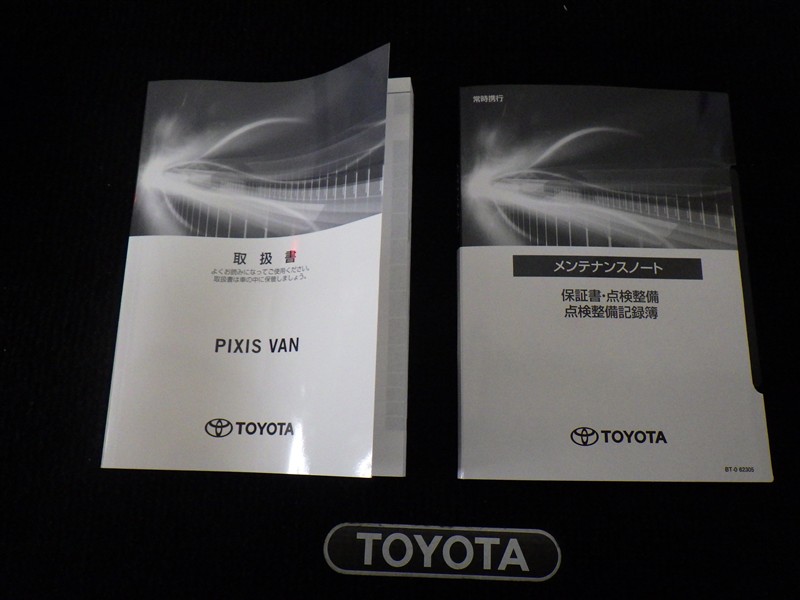 取扱書
よくお読みになってご使用ください。
取扱書は車の中に保管しましょう。
PIXIS VAN
TOYOTA
常時携行
メンテナンスノート
保証書・点検整備
点検整備記録簿
TOYOTA
BT-0 62305
TOYOTA